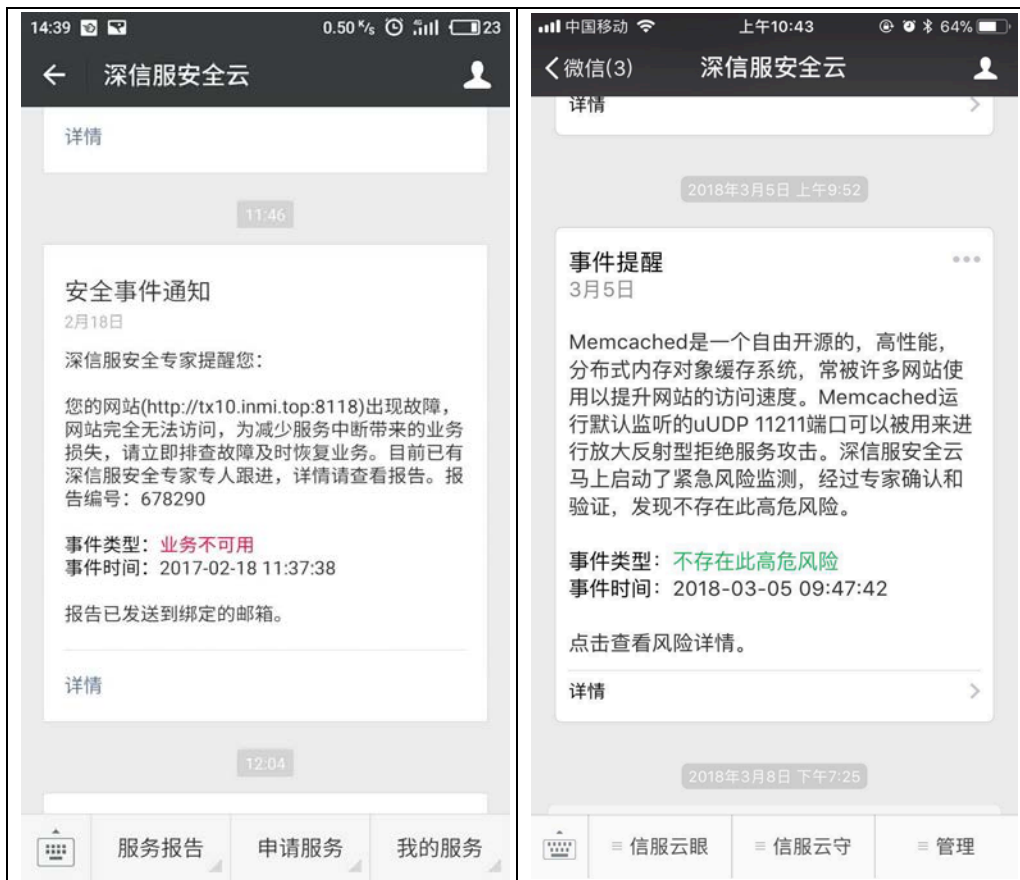 14:39 0.50 K/s 23
深信服安全云
详情
11:46
安全事件通知
2月18日
深信服安全专家提醒您：
您的网站(http://tx10.inmi.top:8118)出现故障，
网站完全无法访问，为减少服务中断带来的业务
损失，请立即排查故障及时恢复业务。目前已有
深信服安全专家专人跟进，详情请查看报告。报
告编号：678290
事件类型：业务不可用
事件时间：2017-02-18 11:37:38
报告已发送到绑定的邮箱。
详情
12:04
服务报告 申请服务 我的服务
中国移动 上午10:43 64%
微信(3) 深信服安全云
详情
2018年3月5日 上午9:52
事件提醒
3月5日
Memcached是一个自由开源的，高性能，
分布式内存对象缓存系统，常被许多网站使
用以提升网站的访问速度。Memcached运
行默认监听的uUDP 11211端口可以被用来进
行放大反射型拒绝服务攻击。深信服安全云
马上启动了紧急风险监测，经过专家确认和
验证，发现不存在此高危风险。
事件类型：不存在此高危风险
事件时间：2018-03-05 09:47:42
点击查看风险详情。
详情
2018年3月8日 下午7:25
信服云眼 信服云守 管理